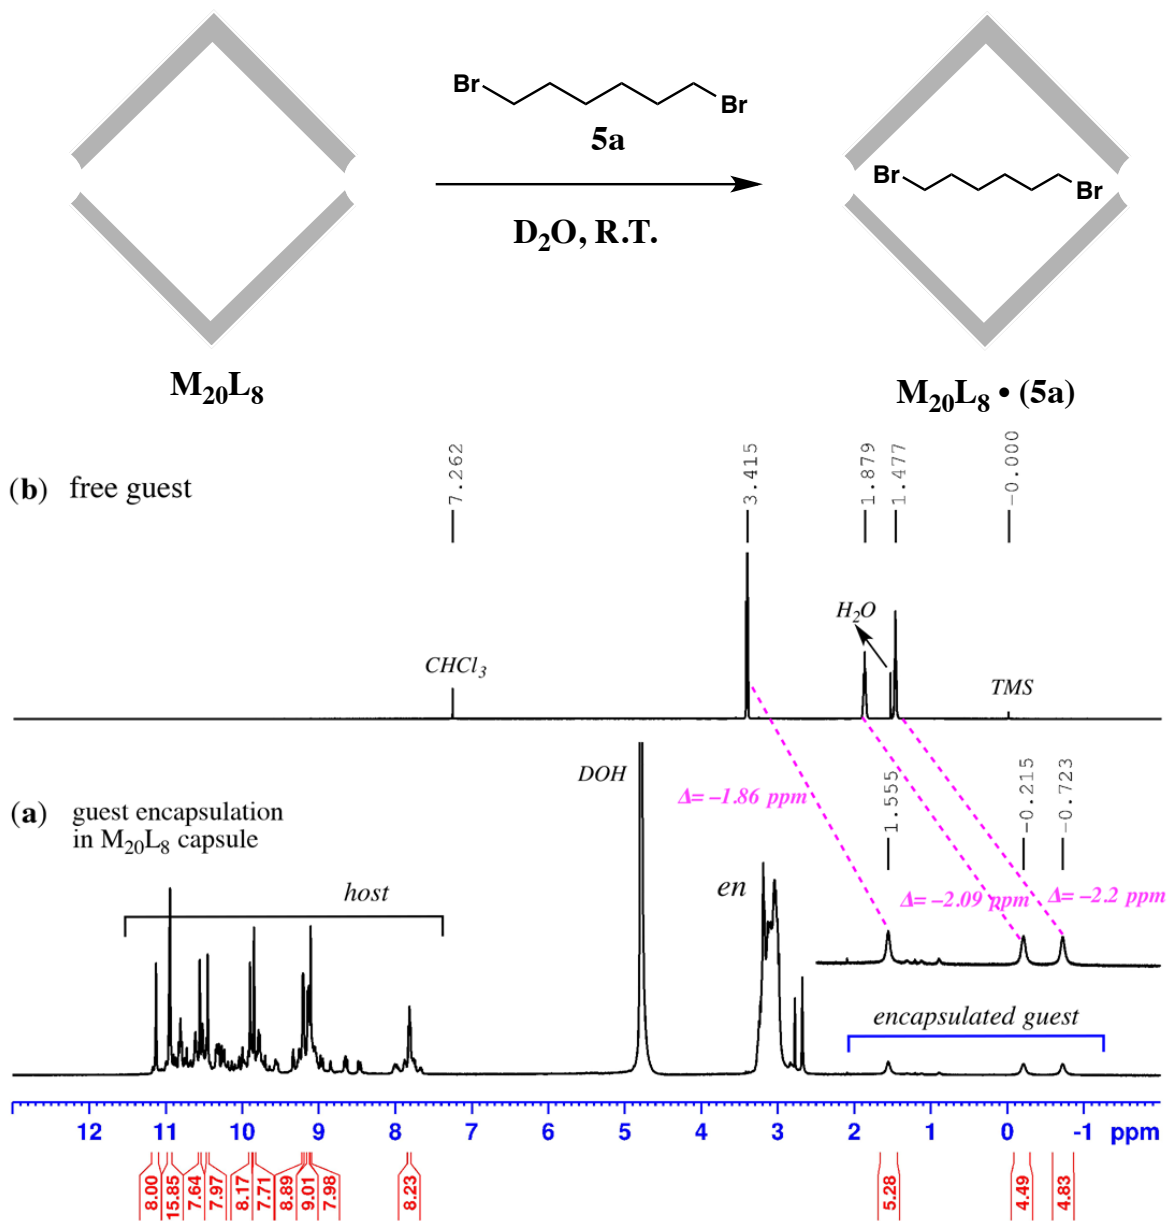 Br
Br
5a
D₂O, R.T.
Br
Br
M₂₀L₈
M₂₀L₈ • (5a)
(b) free guest
7.262
3.415
1.879
1.477
−0.000
H₂O
CHCl₃
TMS
DOH
Δ= −1.86 ppm
1.555
−0.215
−0.723
(a) guest encapsulation
in M₂₀L₈ capsule
host
en
Δ= −2.09 ppm
Δ= −2.2 ppm
encapsulated guest
12 11 10 9 8 7 6 5 4 3 2 1 0 -1 ppm
8.00
15.85
7.64
7.97
8.17
7.71
8.89
9.01
7.98
8.23
5.28
4.49
4.83